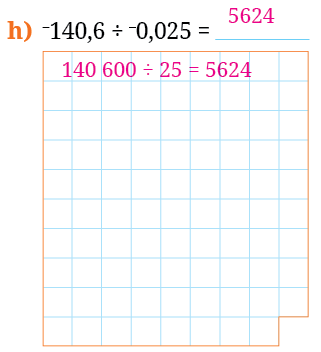 h) ⁻140,6 ÷ ⁻0,025 = 5624
140 600 ÷ 25 = 5624